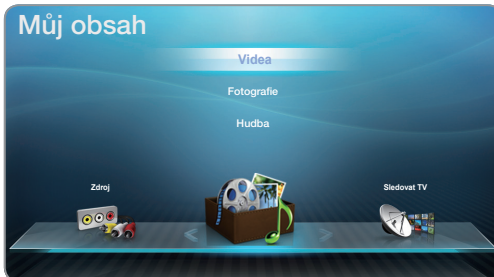 Můj obsah
Videa
Fotografie
Hudba
Zdroj
Sledovat TV